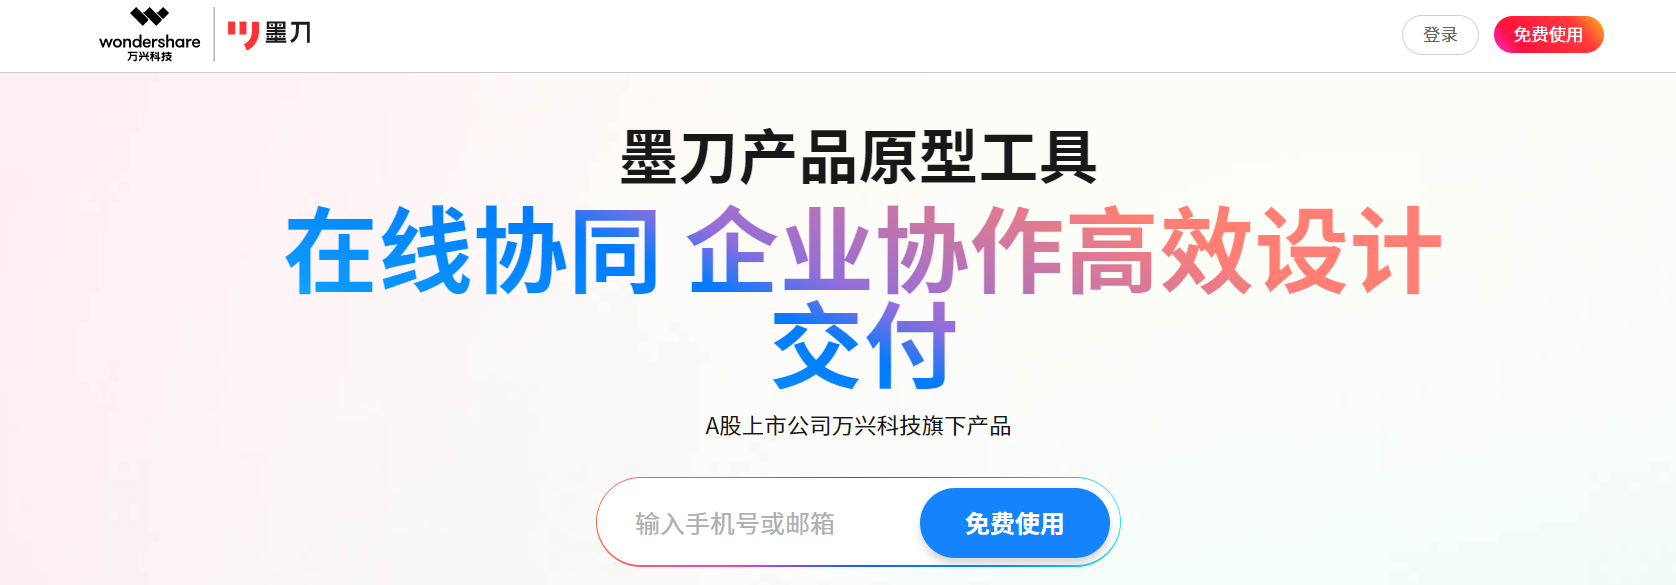 wondershare
万兴科技
墨刀
登录
免费使用
墨刀产品原型工具
在线协同 企业协作高效设计
交付
A股上市公司万兴科技旗下产品
输入手机号或邮箱
免费使用